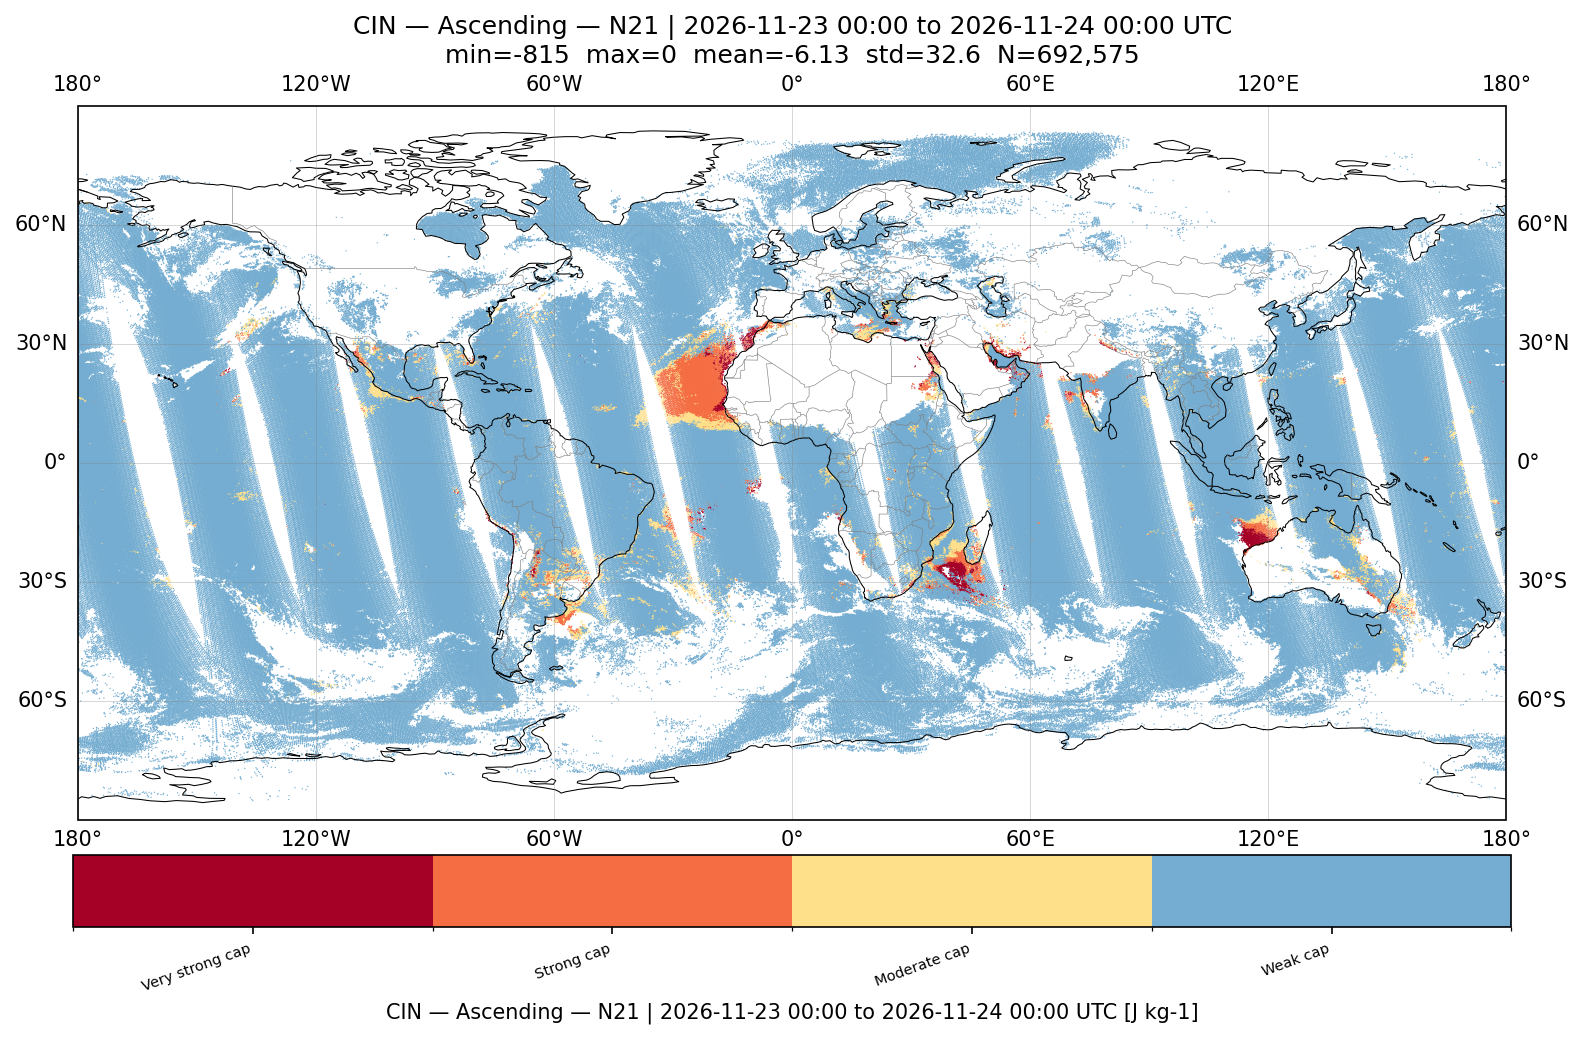 CIN — Ascending — N21 | 2026-11-23 00:00 to 2026-11-24 00:00 UTC
min=-815 max=0 mean=-6.13 std=32.6 N=692,575
180° 120°W 60°W 0° 60°E 120°E 180°
60°N 60°N
30°N 30°N
0° 0°
30°S 30°S
60°S 60°S
180° 120°W 60°W 0° 60°E 120°E 180°
Very strong cap Strong cap Moderate cap Weak cap
CIN — Ascending — N21 | 2026-11-23 00:00 to 2026-11-24 00:00 UTC [J kg-1]